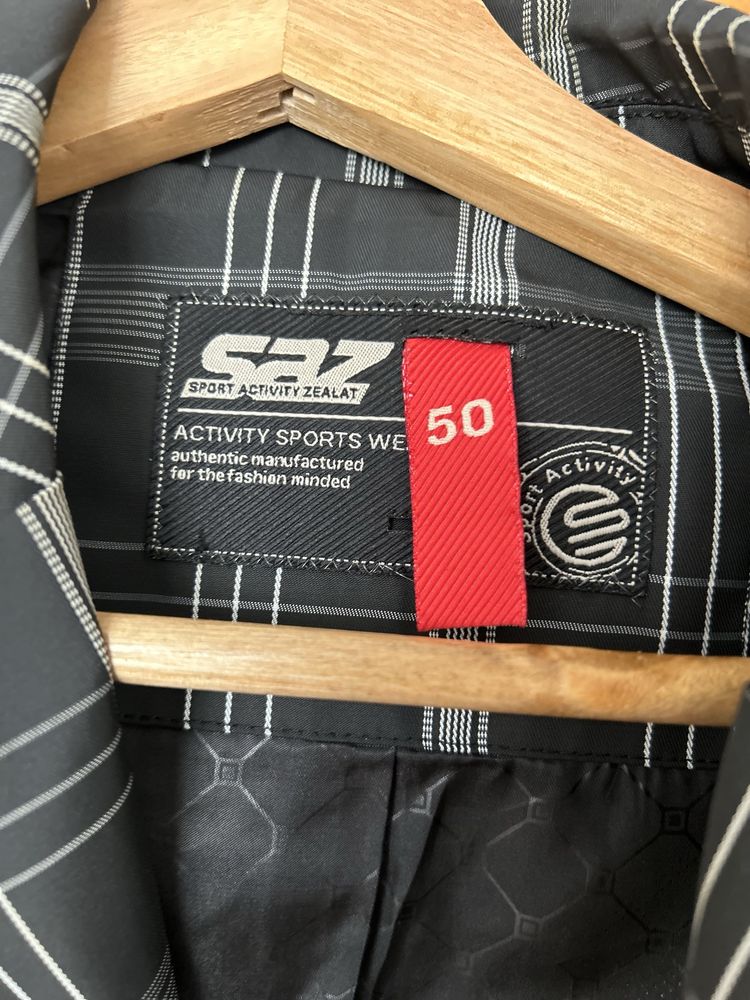 saz
SPORT ACTIVITY ZEALAT
50
ACTIVITY SPORTS WE
authentic manufactured
for the fashion minded
Sport Activity